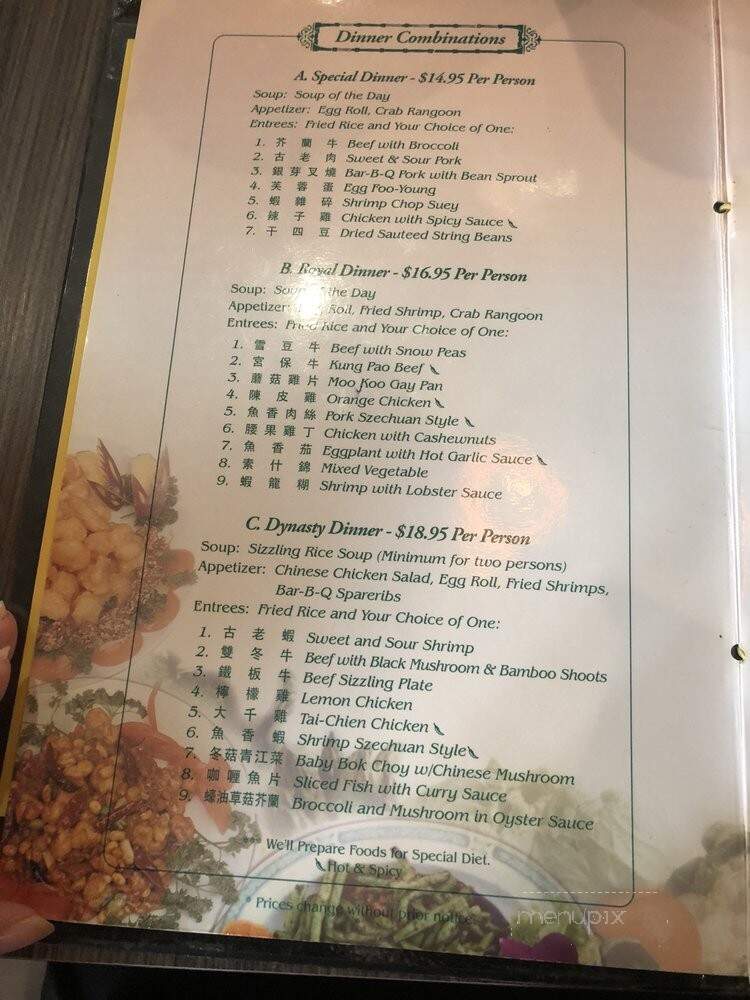 Dinner Combinations
A. Special Dinner - $14.95 Per Person
Soup: Soup of the Day
Appetizer: Egg Roll, Crab Rangoon
Entrees: Fried Rice and Your Choice of One:
1. 芥蘭牛 Beef with Broccoli
2. 古老肉 Sweet & Sour Pork
3. 銀芽叉燒 Bar-B-Q Pork with Bean Sprout
4. 芙蓉蛋 Egg Foo-Young
5. 蝦雜碎 Shrimp Chop Suey
6. 辣子雞 Chicken with Spicy Sauce
7. 干四豆 Dried Sauteed String Beans
B. Royal Dinner - $16.95 Per Person
Soup: Soup of the Day
Appetizer: Roll, Fried Shrimp, Crab Rangoon
Entrees: Fried Rice and Your Choice of One:
1. 雪豆牛 Beef with Snow Peas
2. 宮保牛 Kung Pao Beef
3. 蘑菇雞片 Moo Koo Gay Pan
4. 陳皮雞 Orange Chicken
5. 魚香肉絲 Pork Szechuan Style
6. 腰果雞丁 Chicken with Cashewnuts
7. 魚香茄 Eggplant with Hot Garlic Sauce
8. 素什錦 Mixed Vegetable
9. 蝦龍糊 Shrimp with Lobster Sauce
C. Dynasty Dinner - $18.95 Per Person
Soup: Sizzling Rice Soup (Minimum for two persons)
Appetizer: Chinese Chicken Salad, Egg Roll, Fried Shrimps,
Bar-B-Q Spareribs
Entrees: Fried Rice and Your Choice of One:
1. 古老蝦 Sweet and Sour Shrimp
2. 雙冬牛 Beef with Black Mushroom & Bamboo Shoots
3. 鐵板牛 Beef Sizzling Plate
4. 檸檬雞 Lemon Chicken
5. 大千雞 Tai-Chien Chicken
6. 魚香蝦 Shrimp Szechuan Style
7. 冬菇青江菜 Baby Bok Choy w/Chinese Mushroom
8. 咖喱魚片 Sliced Fish with Curry Sauce
9. 蠔油草菇芥蘭 Broccoli and Mushroom in Oyster Sauce
We'll Prepare Foods for Special Diet.
Hot & Spicy
* Prices change without prior notice.
menupix